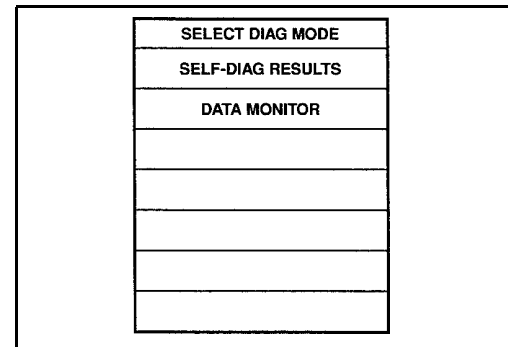 SELECT DIAG MODE
SELF-DIAG RESULTS
DATA MONITOR